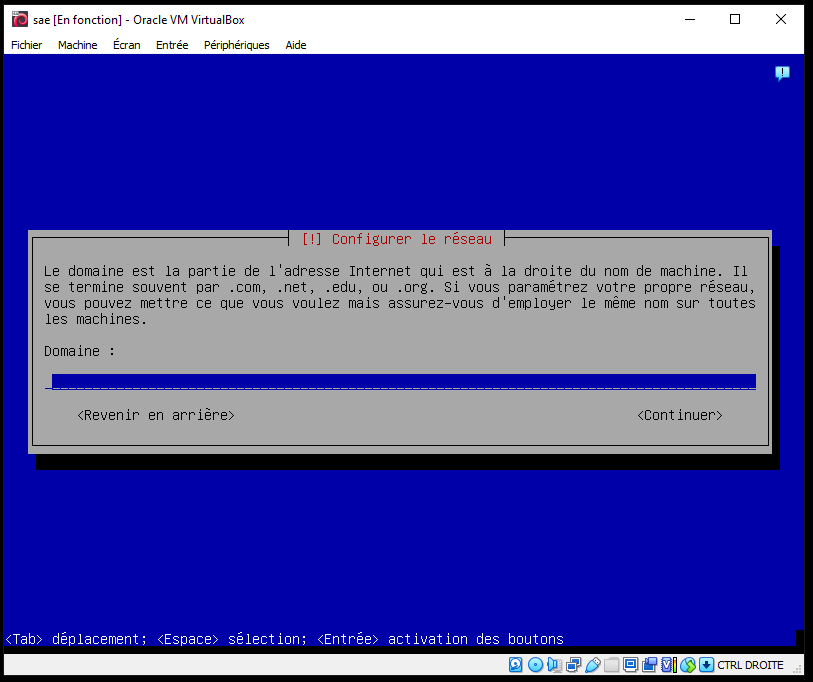 sae [En fonction] - Oracle VM VirtualBox
Fichier Machine Écran Entrée Périphériques Aide
[!] Configurer le réseau
Le domaine est la partie de l'adresse Internet qui est à la droite du nom de machine. Il
se termine souvent par .com, .net, .edu, ou .org. Si vous paramétrez votre propre réseau,
vous pouvez mettre ce que vous voulez mais assurez-vous d'employer le même nom sur toutes
les machines.
Domaine :
<Revenir en arrière> <Continuer>
<Tab> déplacement; <Espace> sélection; <Entrée> activation des boutons
CTRL DROITE